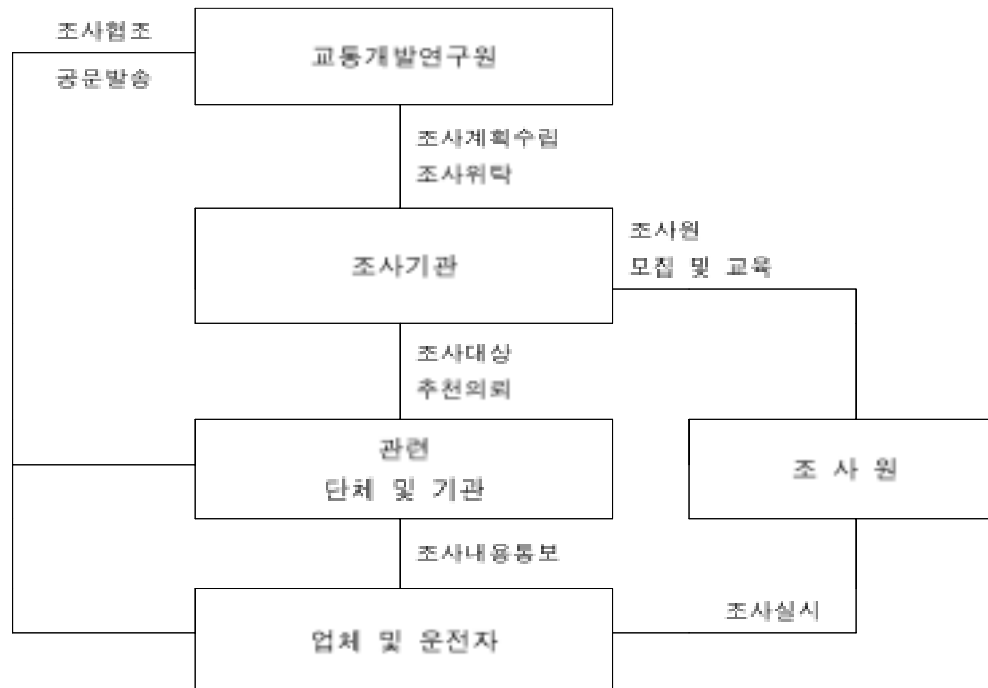 조사협조
공문발송
교통개발연구원
조사계획수립
조사위탁
조사기관
조사원
모집 및 교육
조사대상
추천의뢰
관련
단체 및 기관
조 사 원
조사내용통보
업체 및 운전자
조사실시